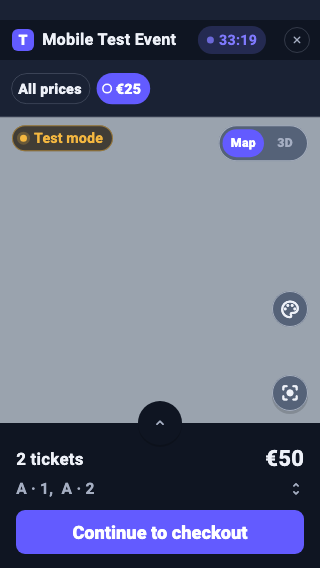 T Mobile Test Event 33:19
All prices €25
Test mode Map 3D
2 tickets €50
A · 1, A · 2
Continue to checkout